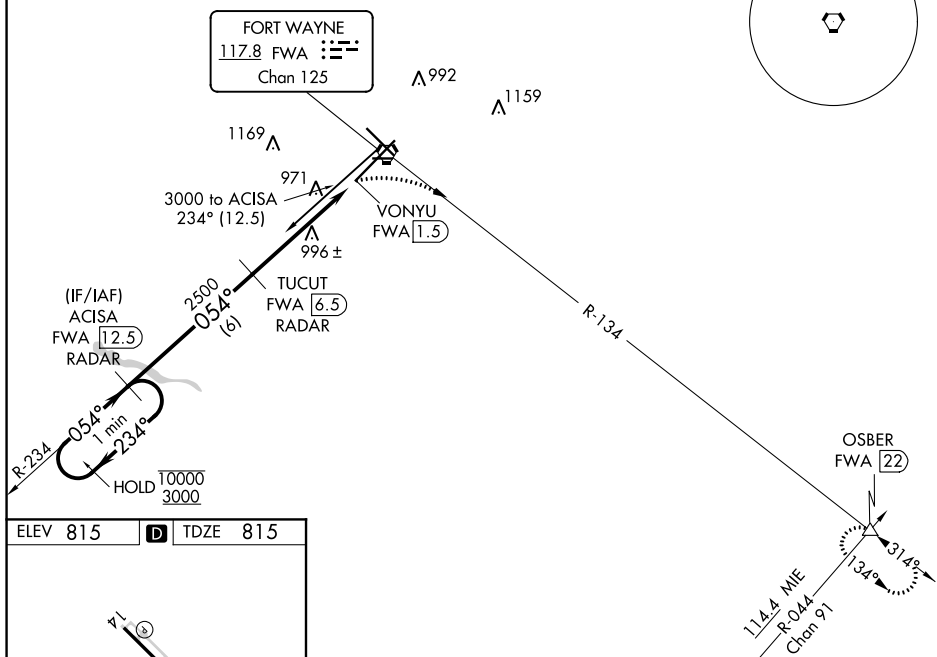 FORT WAYNE
117.8 FWA
Chan 125
992
1159
1169
971
3000 to ACISA
234° (12.5)
996 ±
VONYU
FWA 1.5
TUCUT
FWA 6.5
RADAR
2500
054°
(6)
(IF/IAF)
ACISA
FWA 12.5
RADAR
R-134
054°
1 min
234°
R-234
HOLD 10000
3000
OSBER
FWA 22
314°
134°
114.4 MIE
R-044
Chan 91
ELEV 815 D TDZE 815
14
P